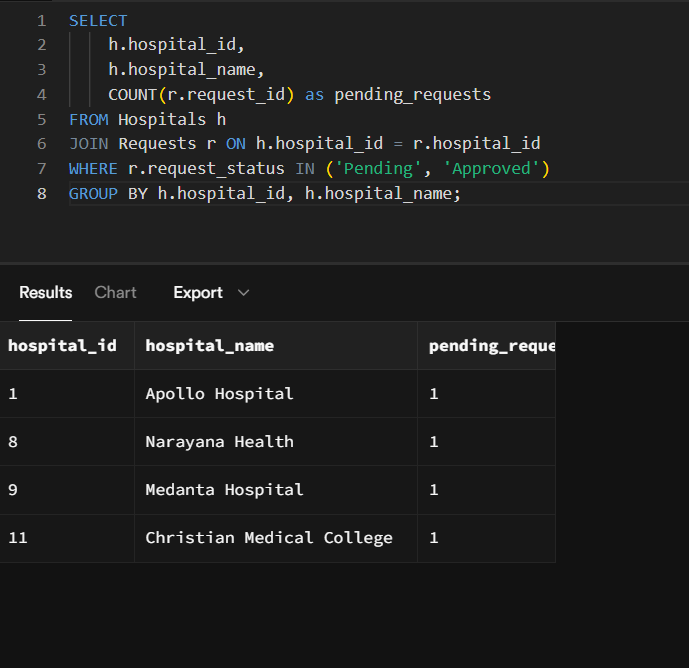 1 SELECT
2 h.hospital_id,
3 h.hospital_name,
4 COUNT(r.request_id) as pending_requests
5 FROM Hospitals h
6 JOIN Requests r ON h.hospital_id = r.hospital_id
7 WHERE r.request_status IN ('Pending', 'Approved')
8 GROUP BY h.hospital_id, h.hospital_name;
Results Chart Export
hospital_id hospital_name pending_reque
1 Apollo Hospital 1
8 Narayana Health 1
9 Medanta Hospital 1
11 Christian Medical College 1